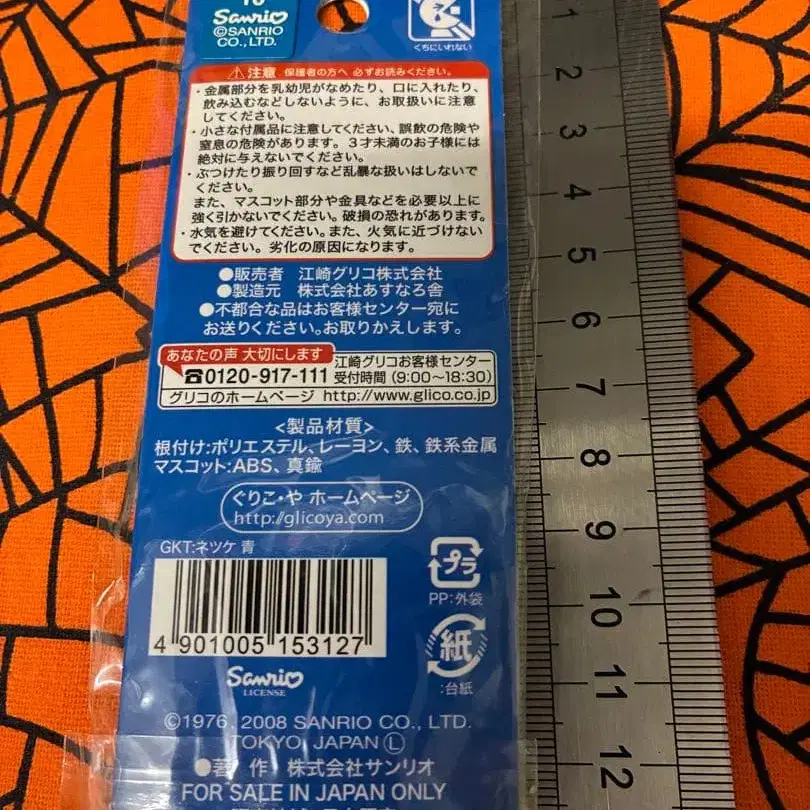 Sanrio
©SANRIO
CO., LTD.
くちにいれない
注意 保護者の方へ 必ずお読みください。
・金属部分を乳幼児がなめたり、口に入れたり、
飲み込むなどしないように、お取扱いに注意
してください。
・小さな付属品に注意してください、誤飲の危険や
窒息の危険があります。3才未満のお子様には
絶対に与えないでください。
・ぶつけたり振り回すなど乱暴な扱いはしないで
ください。
また、マスコット部分や金具などを必要以上に
強く引かないでください。破損の恐れがあります。
・水気を避けてください。また、火気に近づけない
でください。劣化の原因になります。
●販売者 江崎グリコ株式会社
●製造元 株式会社あすなろ舎
●不都合な品はお客様センター宛に
お送りください。お取りかえします。
あなたの声 大切にします
☎0120-917-111
江崎グリコお客様センター
受付時間 (9:00〜18:30)
グリコのホームページ http://www.glico.co.jp
<製品材質>
根付け:ポリエステル、レーヨン、鉄、鉄系金属
マスコット:ABS、真鍮
ぐりこ・や ホームページ
http://glicoya.com
GKT:ネツケ 青
プラ
PP:外袋
4 901005 153127
紙
:台紙
Sanrio
LICENSE
©1976, 2008 SANRIO CO., LTD.
TOKYO, JAPAN Ⓛ
●著 作 株式会社サンリオ
FOR SALE IN JAPAN ONLY
1
2
3
4
5
6
7
8
9
10
11
12